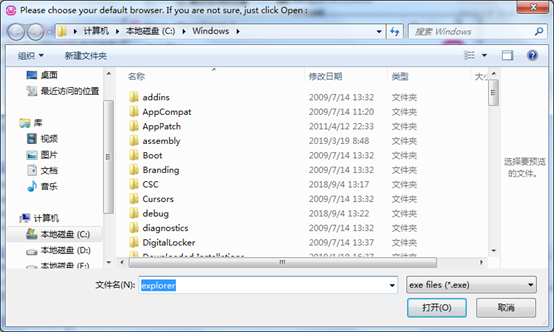 Please choose your default browser. If you are not sure, just click Open :
计算机 本地磁盘 (C:) Windows 搜索 Windows
组织 新建文件夹
名称 修改日期 类型 大小
桌面
最近访问的位置
库
视频
图片
文档
音乐
计算机
本地磁盘 (C:)
本地磁盘 (D:)
本地磁盘 (E:)
addins 2009/7/14 13:32 文件夹
AppCompat 2009/7/14 11:20 文件夹
AppPatch 2011/4/12 22:33 文件夹
assembly 2019/3/19 8:48 文件夹
Boot 2009/7/14 13:32 文件夹
Branding 2009/7/14 13:32 文件夹
CSC 2018/9/4 13:17 文件夹
Cursors 2009/7/14 13:32 文件夹
debug 2018/9/4 13:22 文件夹
diagnostics 2009/7/14 13:32 文件夹
DigitalLocker 2009/7/14 13:37 文件夹
Downloaded Installations
选择要预览
的文件。
文件名(N): explorer exe files (*.exe)
打开(O) 取消